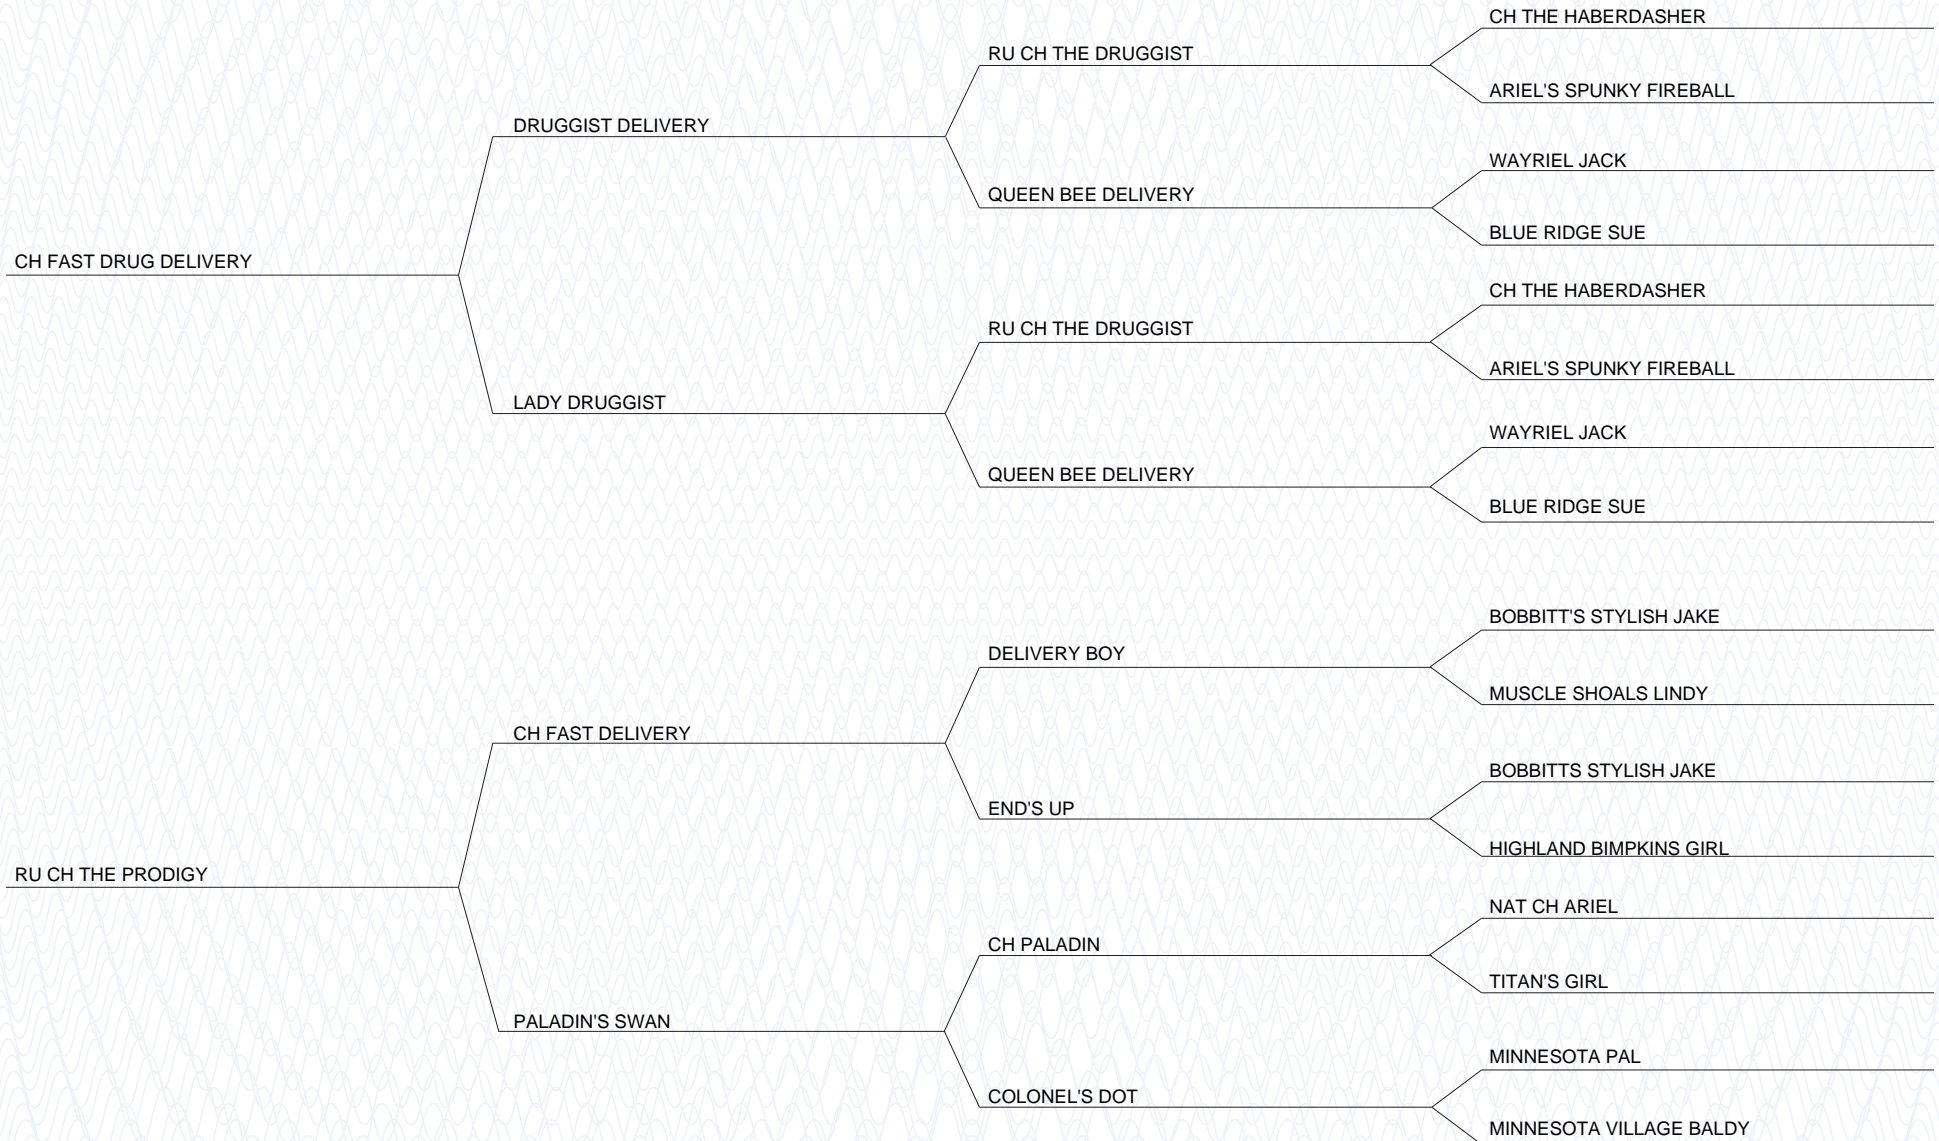 CH THE HABERDASHER
RU CH THE DRUGGIST
ARIEL'S SPUNKY FIREBALL
DRUGGIST DELIVERY
WAYRIEL JACK
QUEEN BEE DELIVERY
BLUE RIDGE SUE
CH FAST DRUG DELIVERY
CH THE HABERDASHER
RU CH THE DRUGGIST
ARIEL'S SPUNKY FIREBALL
LADY DRUGGIST
WAYRIEL JACK
QUEEN BEE DELIVERY
BLUE RIDGE SUE
BOBBITT'S STYLISH JAKE
DELIVERY BOY
MUSCLE SHOALS LINDY
CH FAST DELIVERY
BOBBITTS STYLISH JAKE
END'S UP
HIGHLAND BIMPKINS GIRL
RU CH THE PRODIGY
NAT CH ARIEL
CH PALADIN
TITAN'S GIRL
PALADIN'S SWAN
MINNESOTA PAL
COLONEL'S DOT
MINNESOTA VILLAGE BALDY